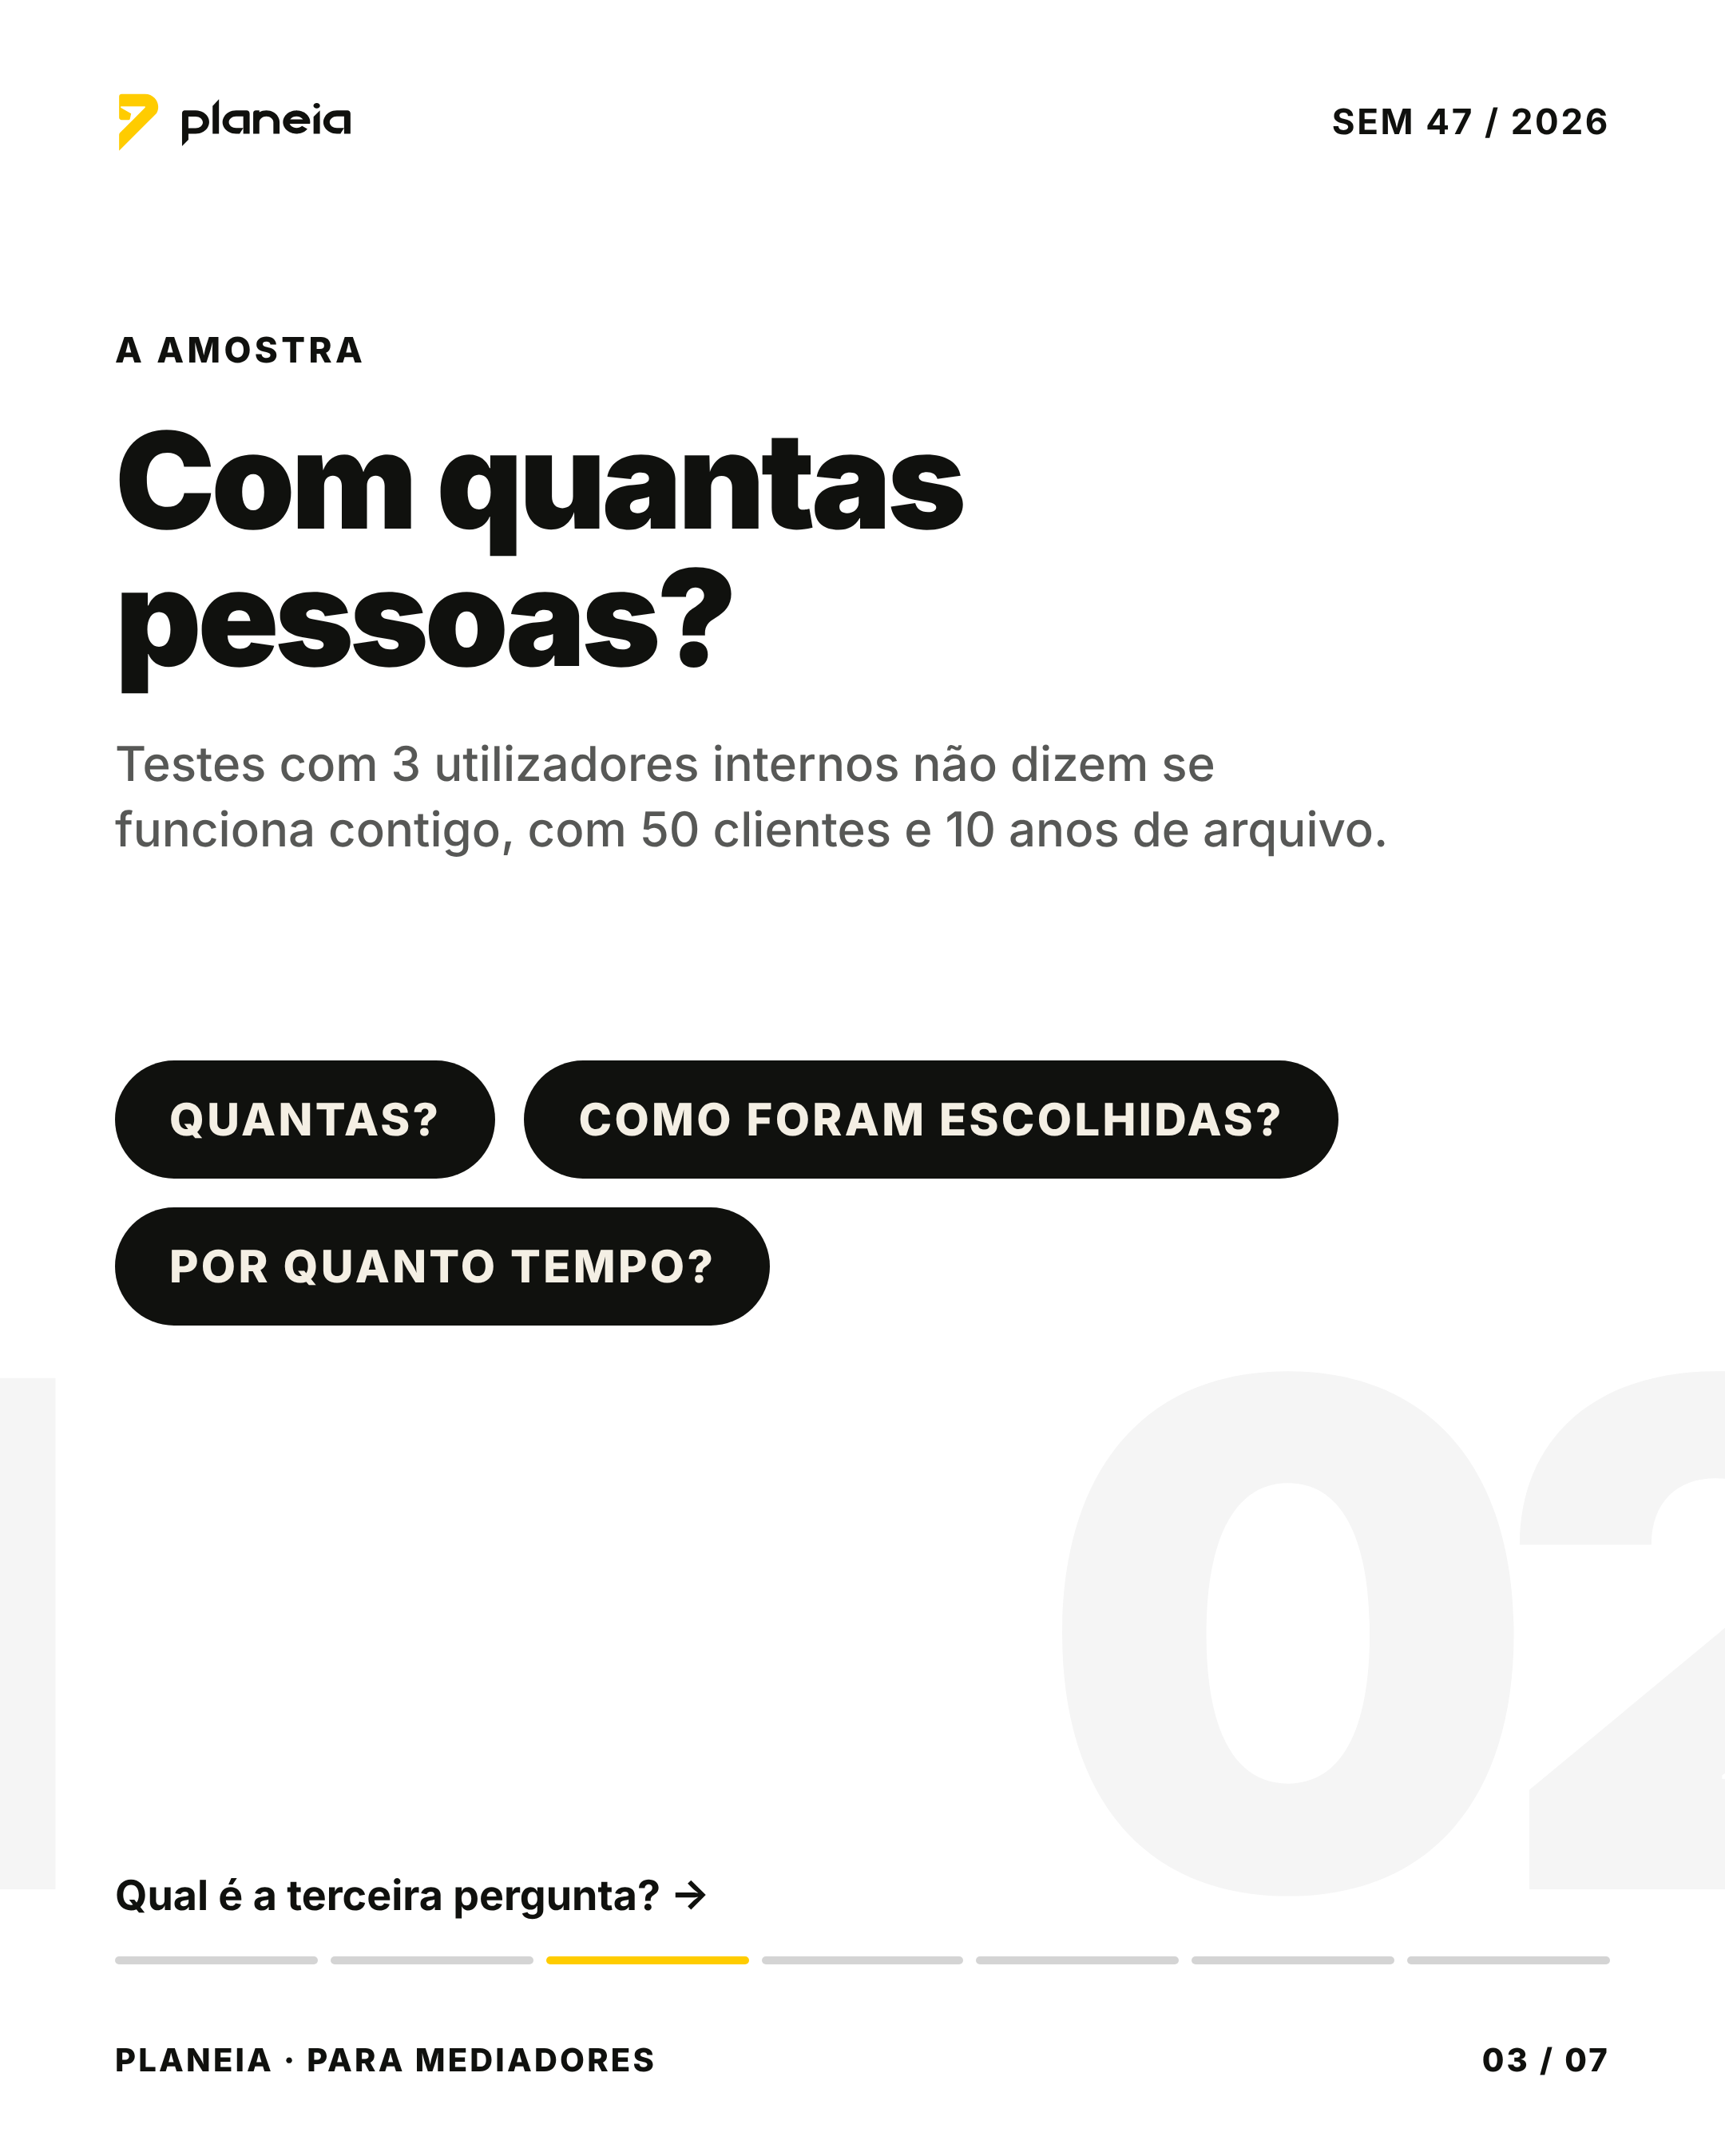 planeia
SEM 47 / 2026
A AMOSTRA
Com quantas
pessoas?
Testes com 3 utilizadores internos não dizem se
funciona contigo, com 50 clientes e 10 anos de arquivo.
QUANTAS?
COMO FORAM ESCOLHIDAS?
POR QUANTO TEMPO?
02
Qual é a terceira pergunta? →
PLANEIA · PARA MEDIADORES
03 / 07